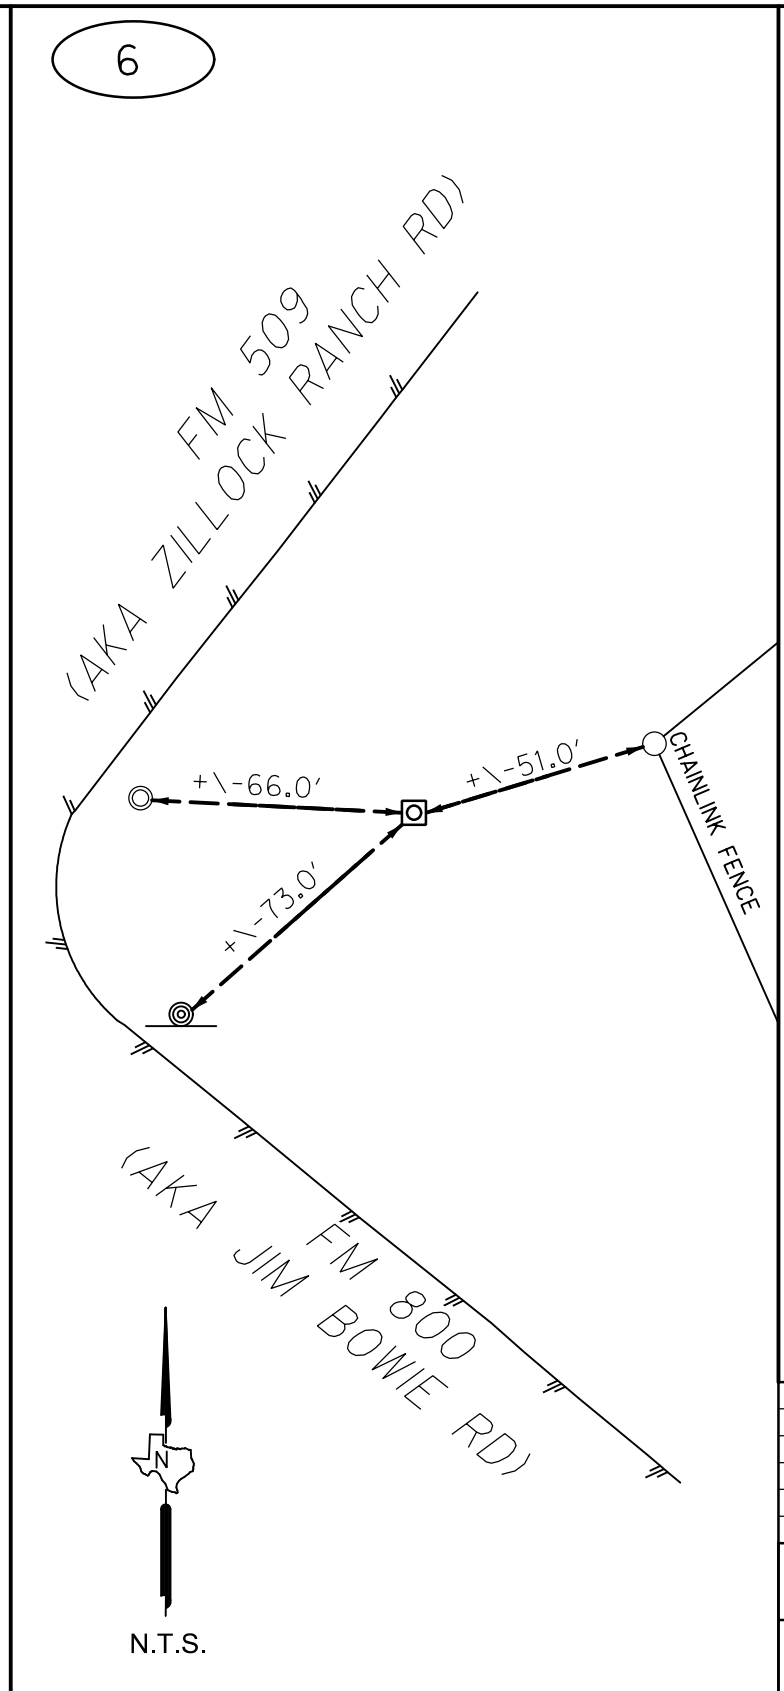 6
FM 509
(AKA ZILLOCK RANCH RD)
+\-66.0'
+\-51.0'
CHAINLINK FENCE
+\-73.0'
FM 800
(AKA JIM BOWIE RD)
N
N.T.S.